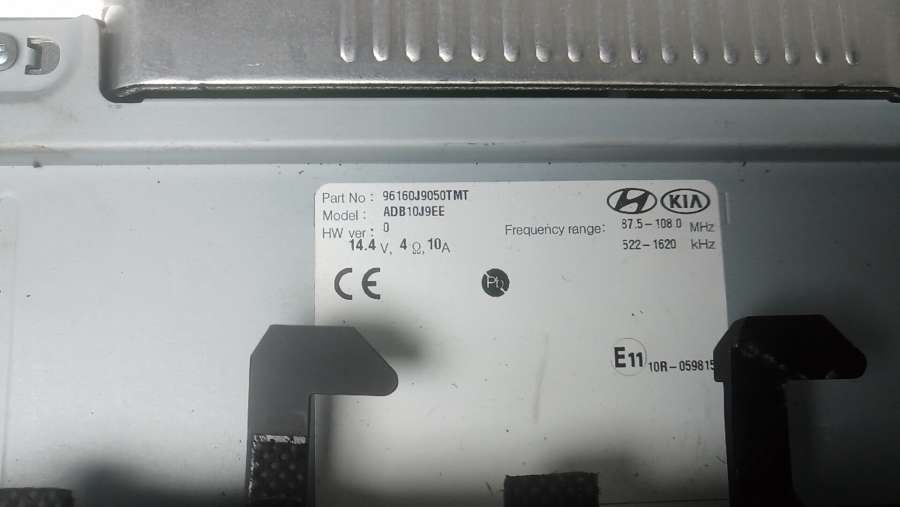 Part No : 96160J9050TMT
Model : ADB10J9EE
HW ver : 0
14.4 V, 4 Ω, 10A
KIA
Frequency range: 87.5-108.0 MHz
522-1620 kHz
CE
Pb
E11 10R-059815